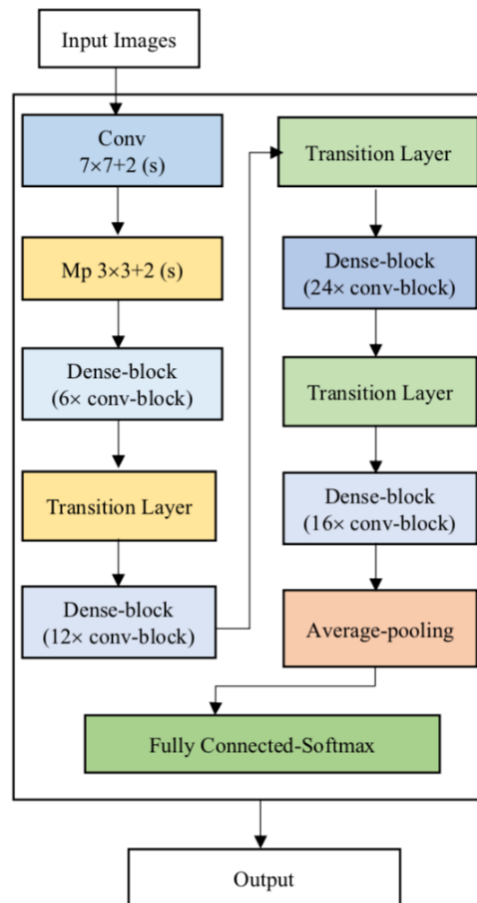 Input Images
Conv
7×7+2 (s)
Mp 3×3+2 (s)
Dense-block
(6× conv-block)
Transition Layer
Dense-block
(12× conv-block)
Transition Layer
Dense-block
(24× conv-block)
Transition Layer
Dense-block
(16× conv-block)
Average-pooling
Fully Connected-Softmax
Output